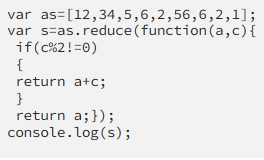 var as=[12,34,5,6,2,56,6,2,1];
var s=as.reduce(function(a,c){
if(c%2!=0)
{
return a+c;
}
return a;});
console.log(s);